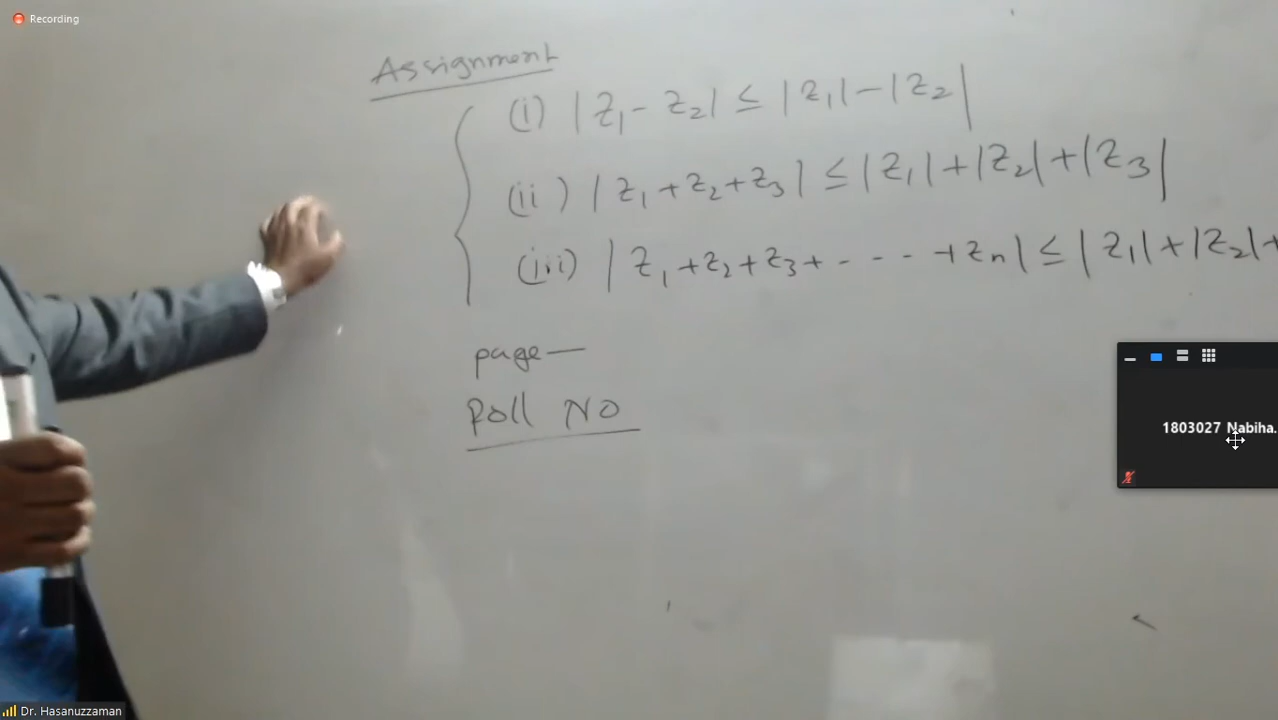 Recording
Assignment
(i) |z₁ - z₂| ≤ |z₁| - |z₂|
(ii) |z₁ + z₂ + z₃| ≤ |z₁| + |z₂| + |z₃|
(iii) |z₁ + z₂ + z₃ + - - - - + zₙ| ≤ |z₁| + |z₂| +
page —
Roll NO
1803027 Nabiha.
Dr. Hasanuzzaman